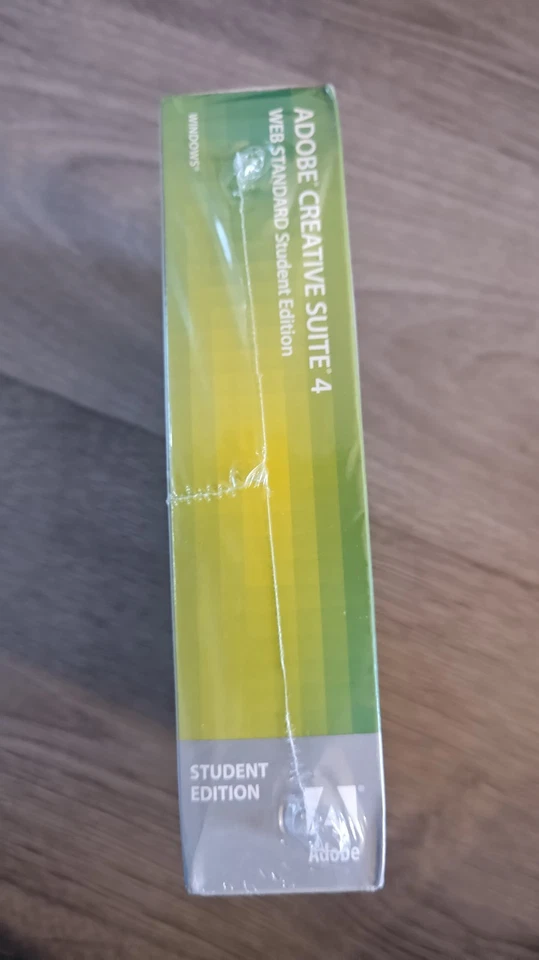 ADOBE® CREATIVE SUITE® 4
WEB STANDARD Student Edition
WINDOWS®
STUDENT
EDITION
Adobe